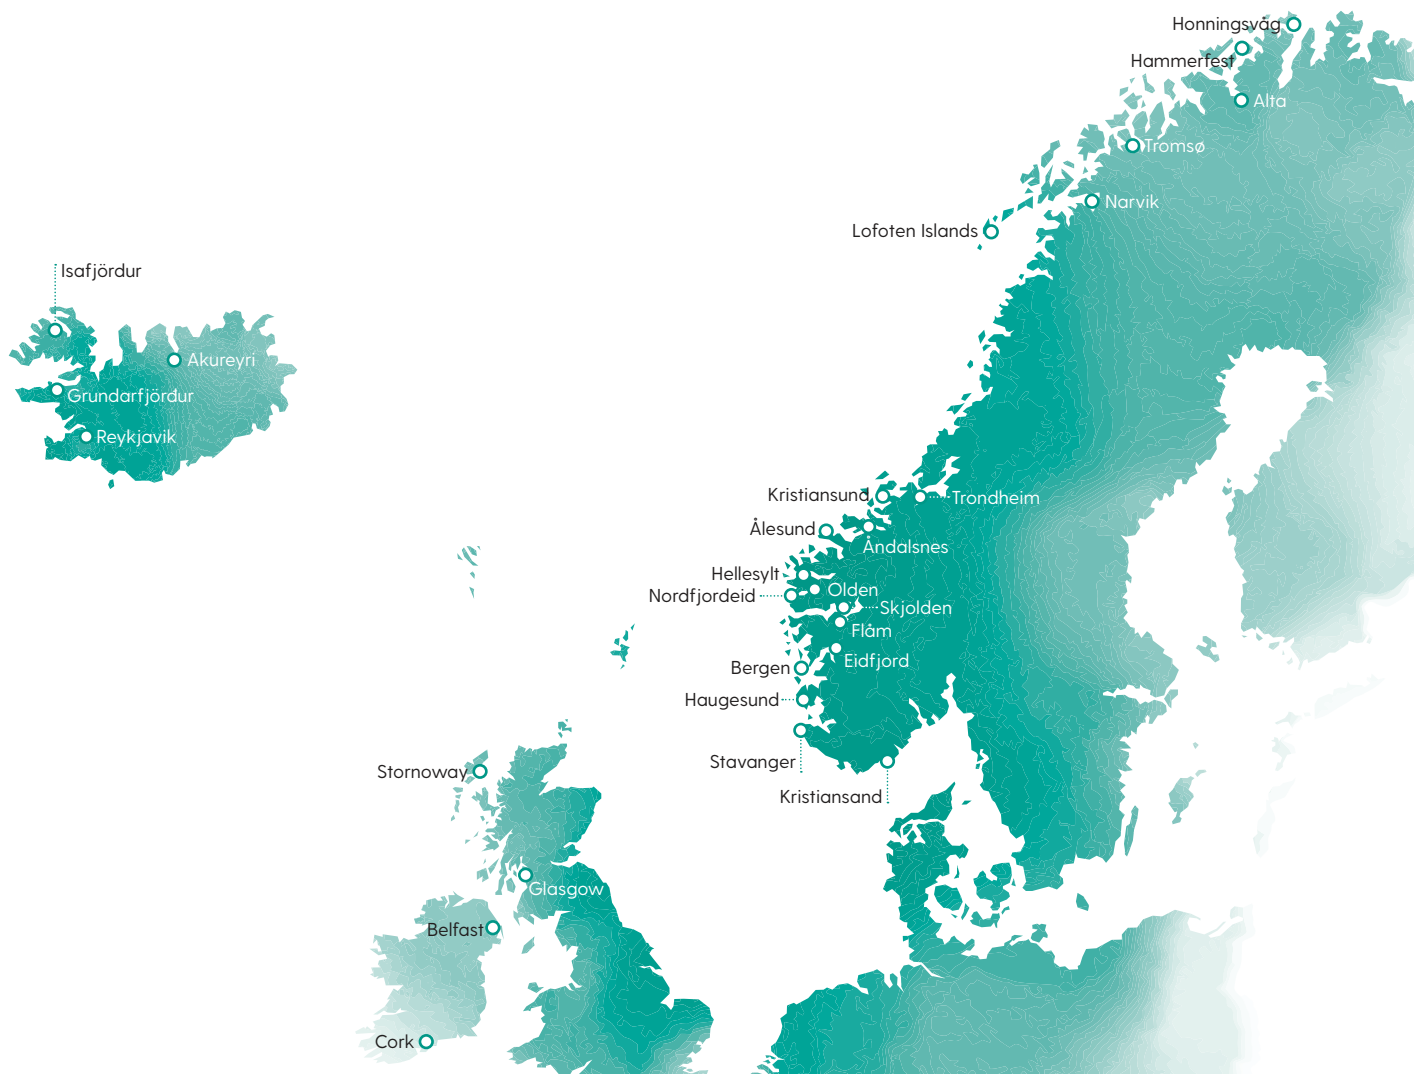 Honningsvåg
Hammerfest
Alta
Tromsø
Narvik
Lofoten Islands
Isafjördur
Akureyri
Grundarfjördur
Reykjavik
Kristiansund
Trondheim
Ålesund
Åndalsnes
Hellesylt
Olden
Nordfjordeid
Skjolden
Flåm
Eidfjord
Bergen
Haugesund
Stavanger
Stornoway
Kristiansand
Glasgow
Belfast
Cork